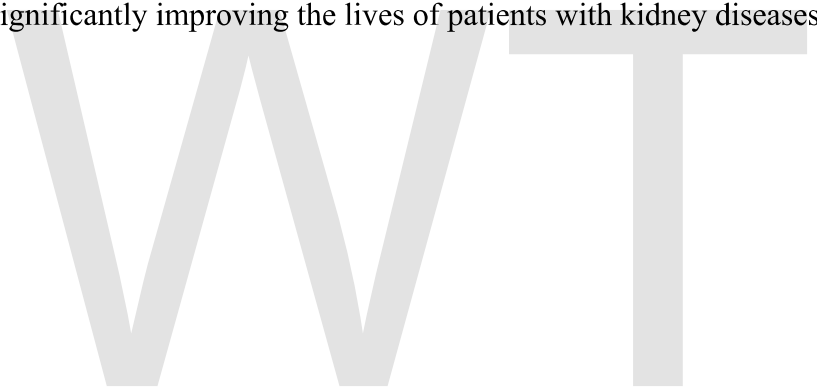 ignificantly improving the lives of patients with kidney diseases
WT